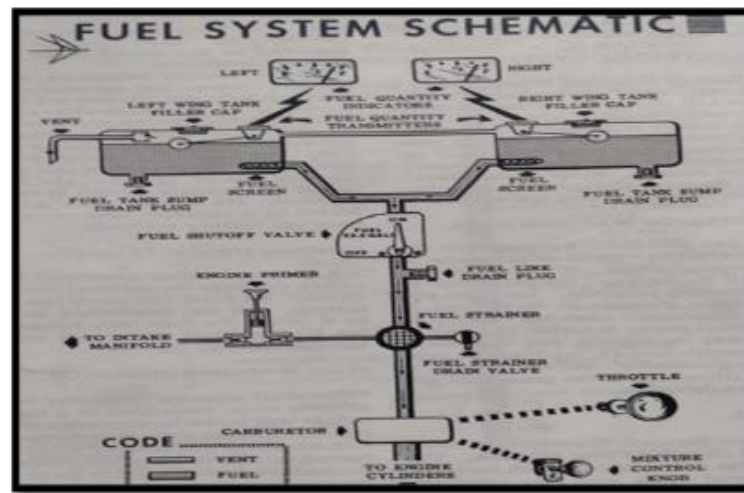 FUEL SYSTEM SCHEMATIC
LEFT
RIGHT
FUEL QUANTITY
INDICATORS
LEFT WING TANK
FILLER CAP
RIGHT WING TANK
FILLER CAP
VENT
FUEL QUANTITY
TRANSMITTERS
FUEL TANK SUMP
DRAIN PLUG
FUEL
SCREEN
FUEL
SCREEN
FUEL TANK SUMP
DRAIN PLUG
FUEL SHUTOFF VALVE
ON
OFF
FUEL LINE
DRAIN PLUG
ENGINE PRIMER
FUEL STRAINER
TO INTAKE
MANIFOLD
FUEL STRAINER
DRAIN VALVE
THROTTLE
CARBURETOR
CODE
VENT
FUEL
TO ENGINE
CYLINDERS
MIXTURE
CONTROL
KNOB